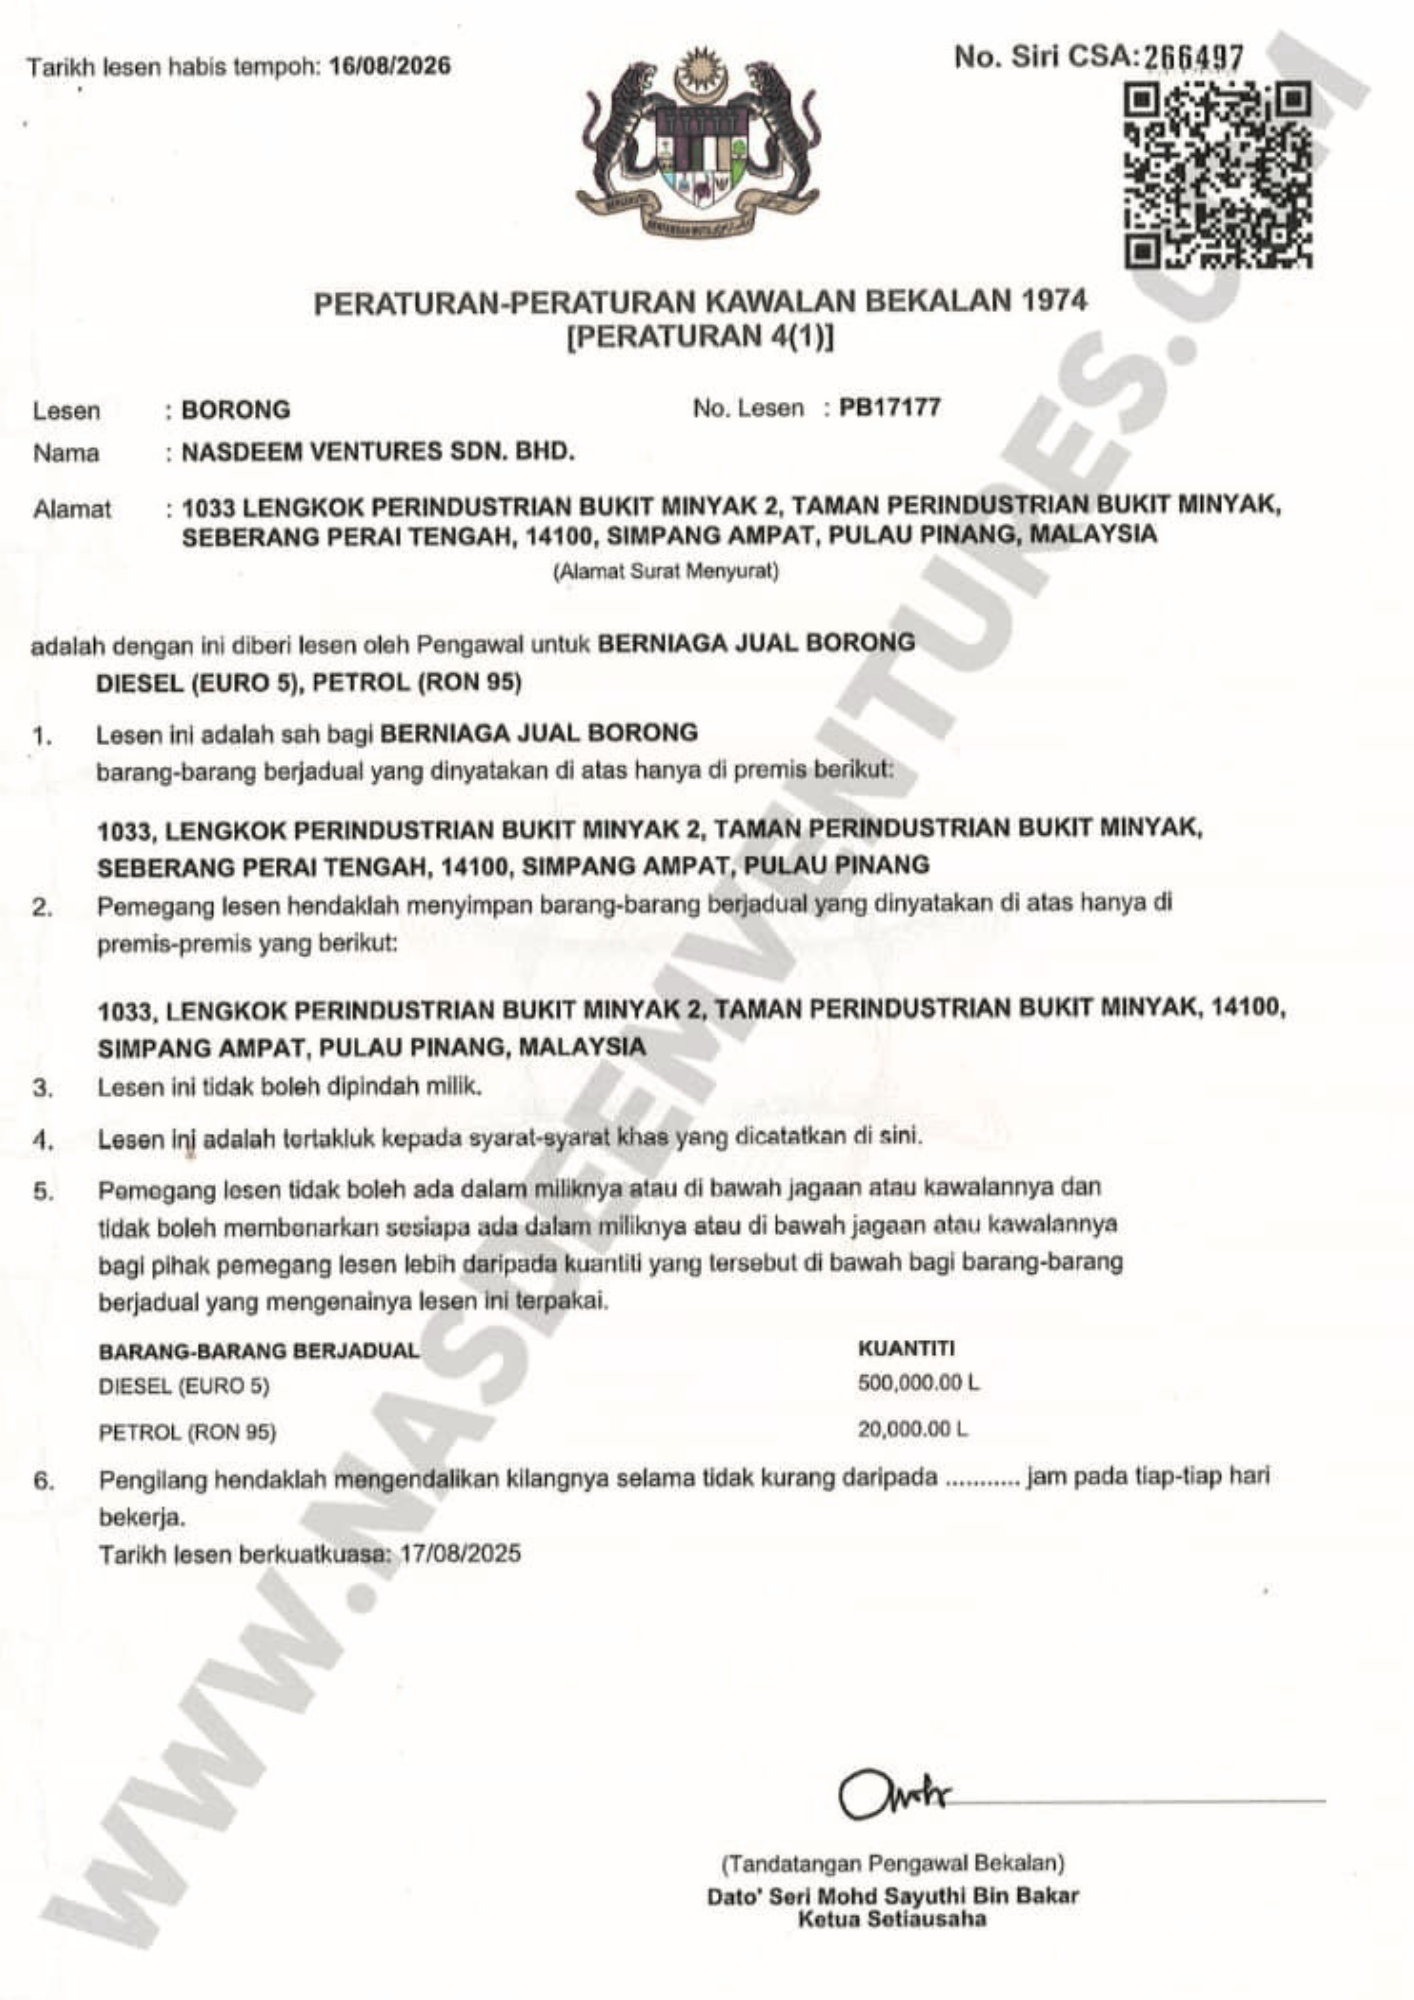 Tarikh lesen habis tempoh: 16/08/2026
No. Siri CSA:266497
PERATURAN-PERATURAN KAWALAN BEKALAN 1974
[PERATURAN 4(1)]
Lesen : BORONG No. Lesen : PB17177
Nama : NASDEEM VENTURES SDN. BHD.
Alamat : 1033 LENGKOK PERINDUSTRIAN BUKIT MINYAK 2, TAMAN PERINDUSTRIAN BUKIT MINYAK,
SEBERANG PERAI TENGAH, 14100, SIMPANG AMPAT, PULAU PINANG, MALAYSIA
(Alamat Surat Menyurat)
adalah dengan ini diberi lesen oleh Pengawal untuk BERNIAGA JUAL BORONG
DIESEL (EURO 5), PETROL (RON 95)
1. Lesen ini adalah sah bagi BERNIAGA JUAL BORONG
barang-barang berjadual yang dinyatakan di atas hanya di premis berikut:
1033, LENGKOK PERINDUSTRIAN BUKIT MINYAK 2, TAMAN PERINDUSTRIAN BUKIT MINYAK,
SEBERANG PERAI TENGAH, 14100, SIMPANG AMPAT, PULAU PINANG
2. Pemegang lesen hendaklah menyimpan barang-barang berjadual yang dinyatakan di atas hanya di
premis-premis yang berikut:
1033, LENGKOK PERINDUSTRIAN BUKIT MINYAK 2, TAMAN PERINDUSTRIAN BUKIT MINYAK, 14100,
SIMPANG AMPAT, PULAU PINANG, MALAYSIA
3. Lesen ini tidak boleh dipindah milik.
4. Lesen ini adalah tertakluk kepada syarat-syarat khas yang dicatatkan di sini.
5. Pemegang lesen tidak boleh ada dalam miliknya atau di bawah jagaan atau kawalannya dan
tidak boleh membenarkan sesiapa ada dalam miliknya atau di bawah jagaan atau kawalannya
bagi pihak pemegang lesen lebih daripada kuantiti yang tersebut di bawah bagi barang-barang
berjadual yang mengenainya lesen ini terpakai.
BARANG-BARANG BERJADUAL KUANTITI
DIESEL (EURO 5) 500,000.00 L
PETROL (RON 95) 20,000.00 L
6. Pengilang hendaklah mengendalikan kilangnya selama tidak kurang daripada ........... jam pada tiap-tiap hari
bekerja.
Tarikh lesen berkuatkuasa: 17/08/2025
(Tandatangan Pengawal Bekalan)
Dato' Seri Mohd Sayuthi Bin Bakar
Ketua Setiausaha
WWW.NASDEEMVENTURES.COM